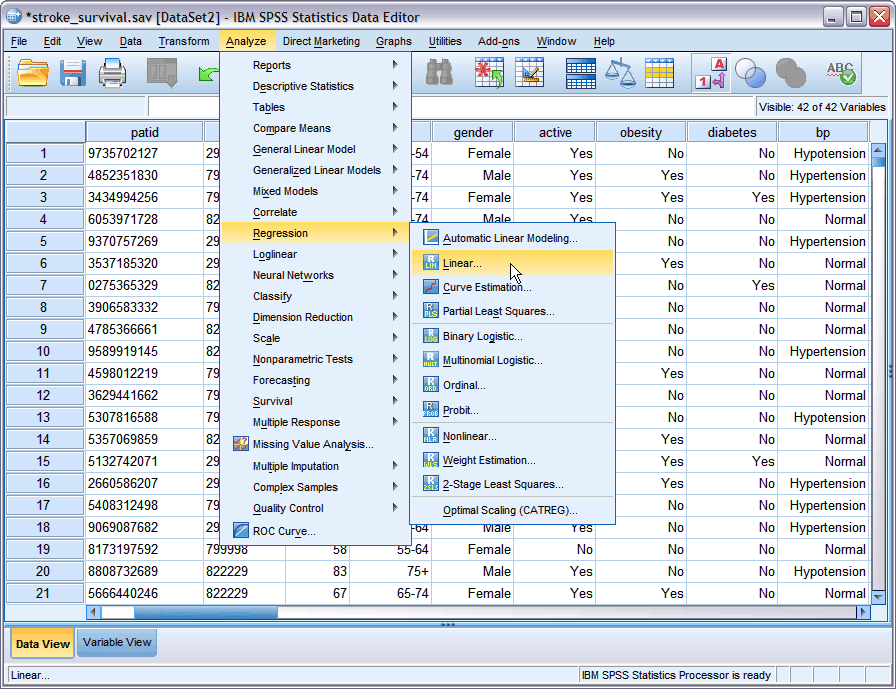 *stroke_survival.sav [DataSet2] - IBM SPSS Statistics Data Editor
File Edit View Data Transform Analyze Direct Marketing Graphs Utilities Add-ons Window Help
Visible: 42 of 42 Variables
patid gender active obesity diabetes bp
1 9735702127 29 -54 Female Yes No No Hypotension
2 4852351830 79 -74 Male Yes Yes No Hypertension
3 3434994256 79 -74 Female Yes Yes Yes Hypertension
4 6053971728 82 -74 Male Yes No No Normal
5 9370757269 29 No No Hypertension
6 3537185320 82 Yes No Normal
7 0275365329 82 No Yes Normal
8 3906583332 79 No No Normal
9 4785366661 82 No No Normal
10 9589919145 82 No No Hypertension
11 4598012219 79 Yes No Normal
12 3629441662 82 No No Normal
13 5307816588 79 No No Hypotension
14 5357069859 29 Yes No Normal
15 5132742071 29 Yes Yes Normal
16 2660586207 29 Yes No Hypertension
17 5408312498 29 No No Hypertension
18 9069087682 29 -64 Male Yes No No Hypertension
19 8173197592 799998 58 55-64 Female No No No Normal
20 8808732689 822229 83 75+ Male Yes No No Hypotension
21 5666440246 822229 67 65-74 Female Yes No No Normal
Reports
Descriptive Statistics
Tables
Compare Means
General Linear Model
Generalized Linear Models
Mixed Models
Correlate
Regression
Loglinear
Neural Networks
Classify
Dimension Reduction
Scale
Nonparametric Tests
Forecasting
Survival
Multiple Response
Missing Value Analysis...
Multiple Imputation
Complex Samples
Quality Control
ROC Curve...
Automatic Linear Modeling...
Linear...
Curve Estimation...
Partial Least Squares...
Binary Logistic...
Multinomial Logistic...
Ordinal...
Probit...
Nonlinear...
Weight Estimation...
2-Stage Least Squares...
Optimal Scaling (CATREG)...
Data View Variable View
Linear... IBM SPSS Statistics Processor is ready